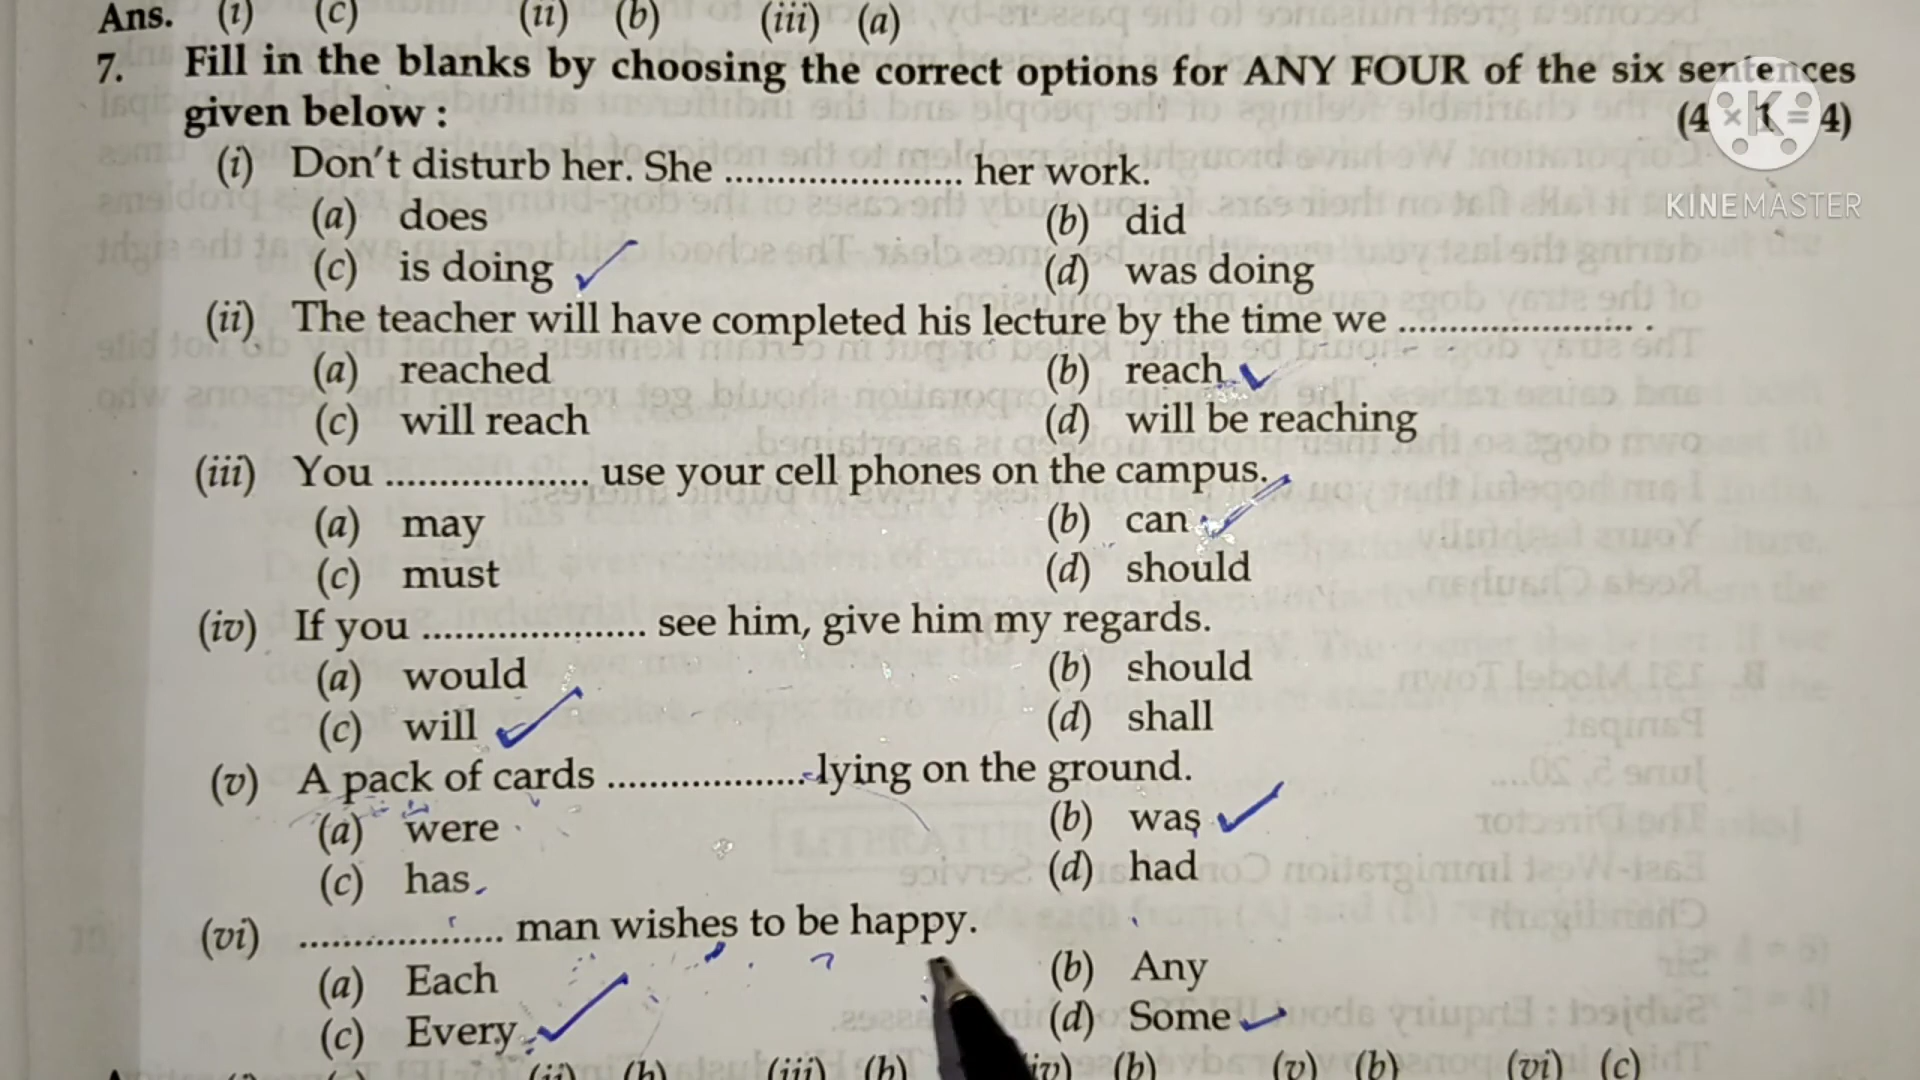 Ans. (i) (c) (ii) (b) (iii) (a)
7. Fill in the blanks by choosing the correct options for ANY FOUR of the six sentences
given below : (4 × 1 = 4)
(i) Don't disturb her. She ........................ her work.
(a) does (b) did
(c) is doing (d) was doing
(ii) The teacher will have completed his lecture by the time we ........................ .
(a) reached (b) reach
(c) will reach (d) will be reaching
(iii) You .................... use your cell phones on the campus.
(a) may (b) can
(c) must (d) should
(iv) If you ...................... see him, give him my regards.
(a) would (b) should
(c) will (d) shall
(v) A pack of cards .................... lying on the ground.
(a) were (b) was
(c) has (d) had
(vi) .................... man wishes to be happy.
(a) Each (b) Any
(c) Every (d) Some
(ii) (b) (iii) (b) (iv) (b) (v) (b) (vi) (c)
K
KINEMASTER